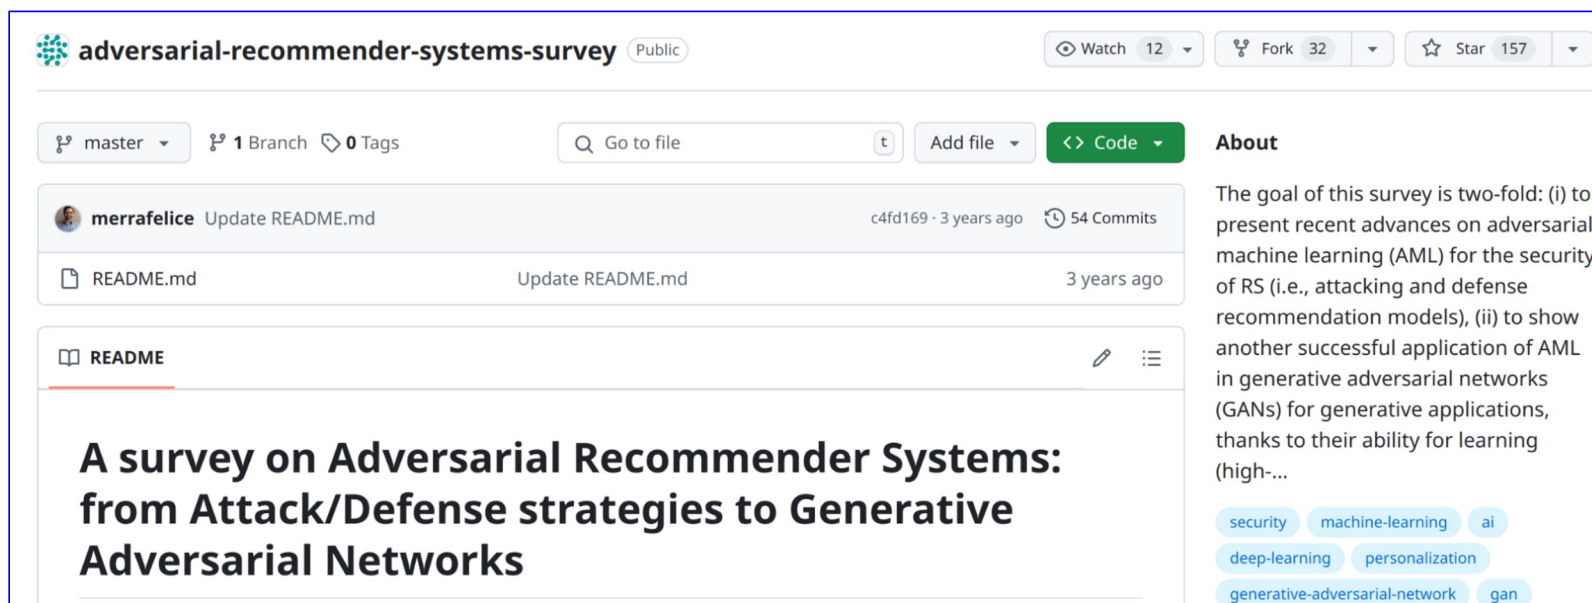 adversarial-recommender-systems-survey Public Watch 12 Fork 32 Star 157
master 1 Branch 0 Tags Go to file t Add file Code
merrafelice Update README.md c4fd169 · 3 years ago 54 Commits
README.md Update README.md 3 years ago
README
A survey on Adversarial Recommender Systems:
from Attack/Defense strategies to Generative
Adversarial Networks
About
The goal of this survey is two-fold: (i) to
present recent advances on adversarial
machine learning (AML) for the security
of RS (i.e., attacking and defense
recommendation models), (ii) to show
another successful application of AML
in generative adversarial networks
(GANs) for generative applications,
thanks to their ability for learning
(high-...
security machine-learning ai
deep-learning personalization
generative-adversarial-network gan